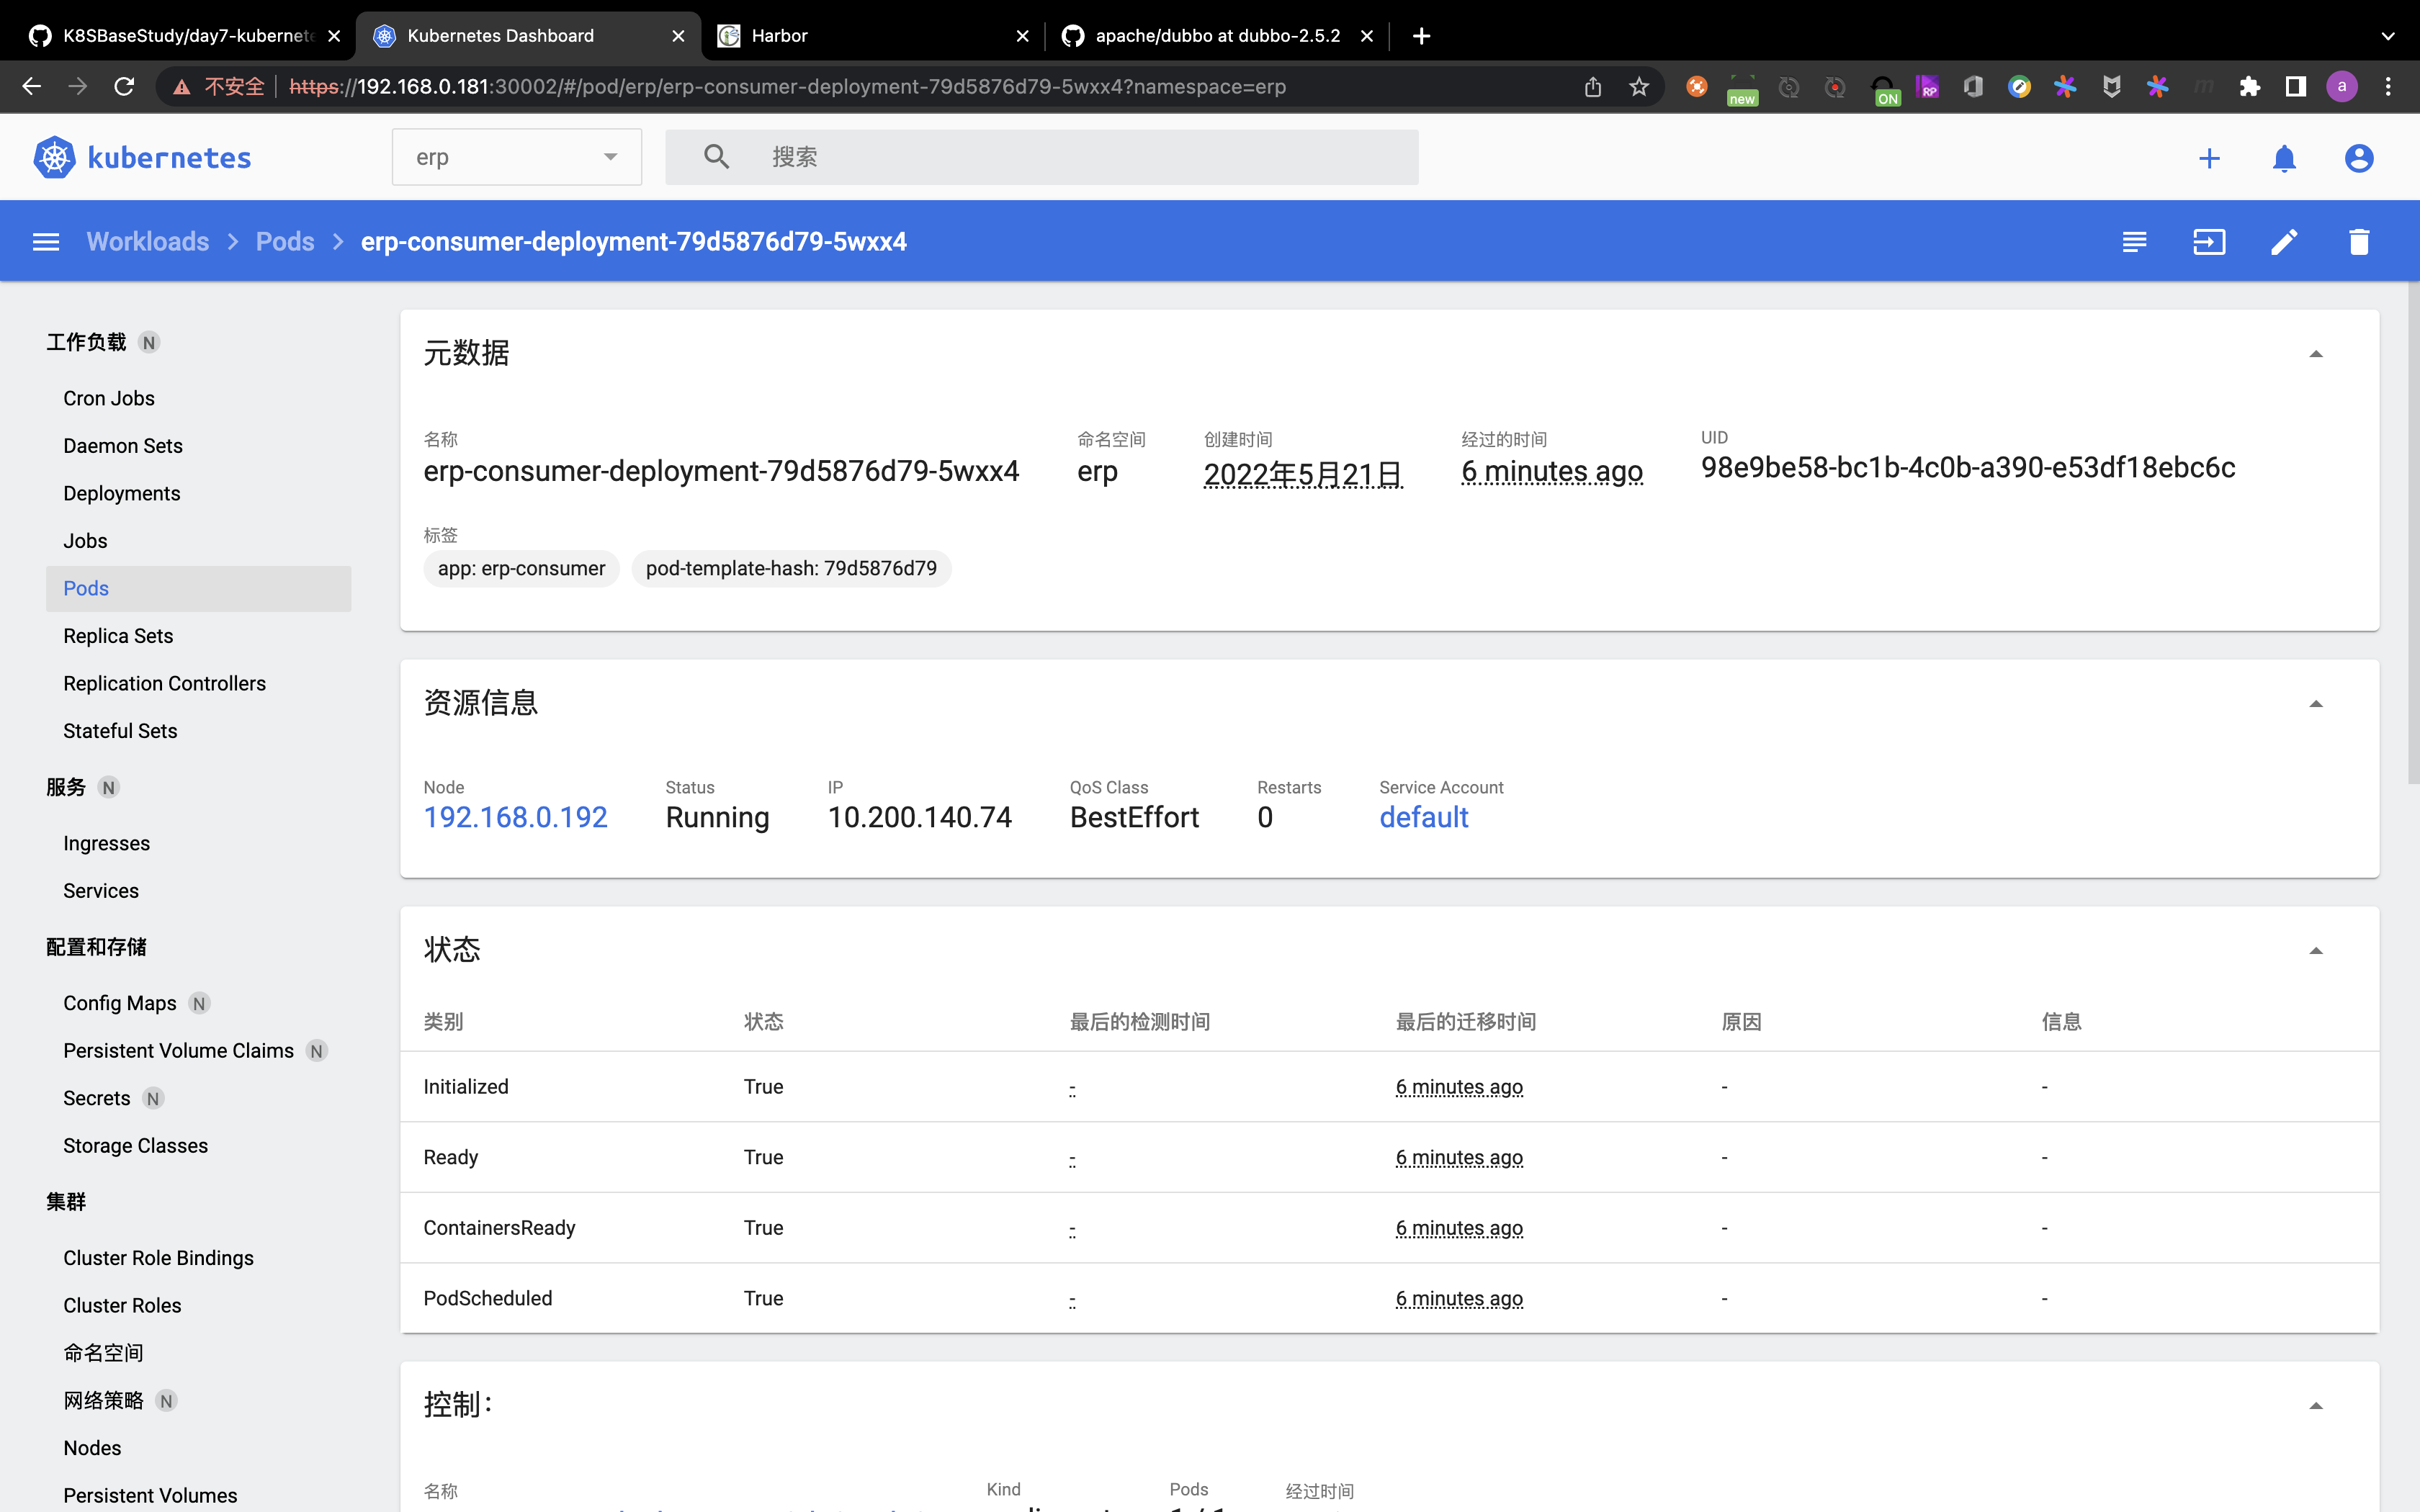 K8SBaseStudy/day7-kubernete
Kubernetes Dashboard
Harbor
apache/dubbo at dubbo-2.5.2
不安全
https://192.168.0.181:30002/#/pod/erp/erp-consumer-deployment-79d5876d79-5wxx4?namespace=erp
new
ON
RP
a
kubernetes
erp
搜索
Workloads
Pods
erp-consumer-deployment-79d5876d79-5wxx4
工作负载 N
Cron Jobs
Daemon Sets
Deployments
Jobs
Pods
Replica Sets
Replication Controllers
Stateful Sets
服务 N
Ingresses
Services
配置和存储
Config Maps N
Persistent Volume Claims N
Secrets N
Storage Classes
集群
Cluster Role Bindings
Cluster Roles
命名空间
网络策略 N
Nodes
Persistent Volumes
元数据
名称 命名空间 创建时间 经过的时间 UID
erp-consumer-deployment-79d5876d79-5wxx4 erp 2022年5月21日 6 minutes ago 98e9be58-bc1b-4c0b-a390-e53df18ebc6c
标签
app: erp-consumer pod-template-hash: 79d5876d79
资源信息
Node Status IP QoS Class Restarts Service Account
192.168.0.192 Running 10.200.140.74 BestEffort 0 default
状态
类别 状态 最后的检测时间 最后的迁移时间 原因 信息
Initialized True - 6 minutes ago - -
Ready True - 6 minutes ago - -
ContainersReady True - 6 minutes ago - -
PodScheduled True - 6 minutes ago - -
控制：
名称 Kind Pods 经过时间